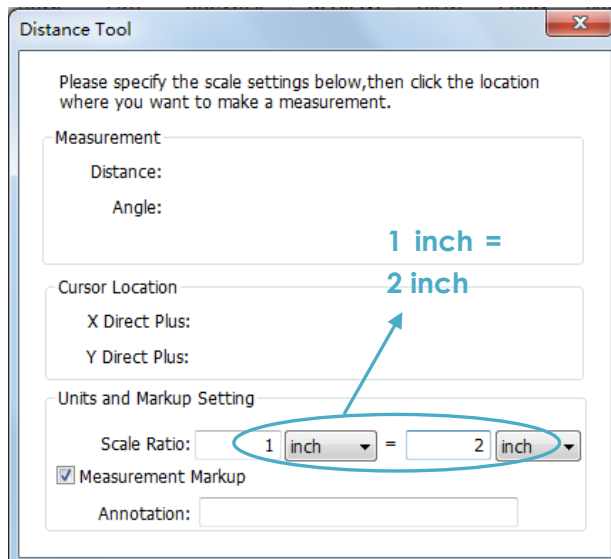 Distance Tool
Please specify the scale settings below,then click the location
where you want to make a measurement.
Measurement
Distance:
Angle:
1 inch =
2 inch
Cursor Location
X Direct Plus:
Y Direct Plus:
Units and Markup Setting
Scale Ratio: 1 inch = 2 inch
Measurement Markup
Annotation: